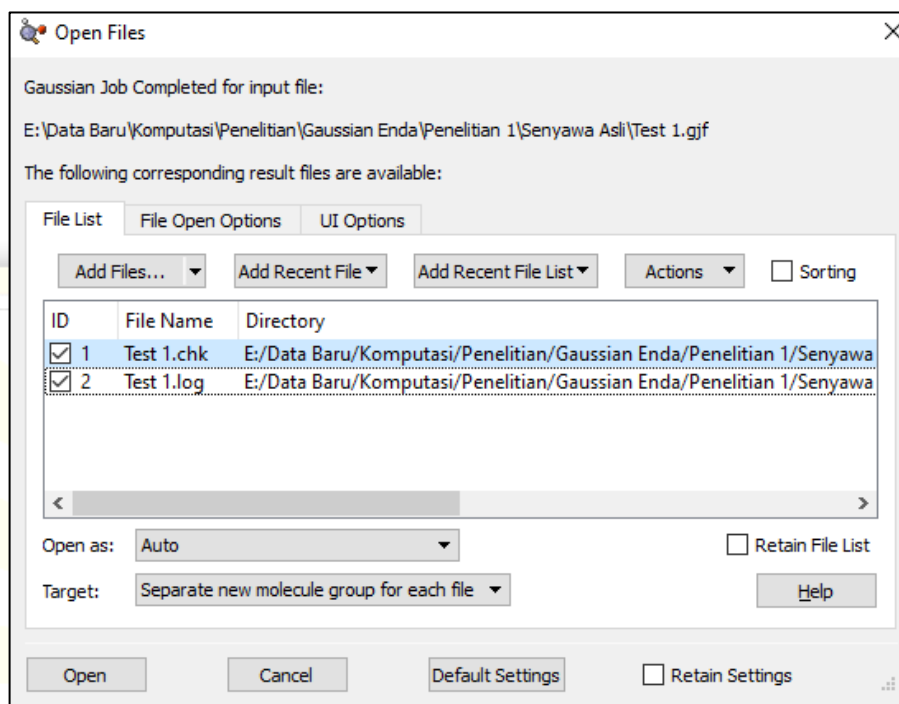 Open Files
Gaussian Job Completed for input file:
E:\Data Baru\Komputasi\Penelitian\Gaussian Enda\Penelitian 1\Senyawa Asli\Test 1.gjf
The following corresponding result files are available:
File List File Open Options UI Options
Add Files... Add Recent File Add Recent File List Actions Sorting
ID File Name Directory
1 Test 1.chk E:/Data Baru/Komputasi/Penelitian/Gaussian Enda/Penelitian 1/Senyawa
2 Test 1.log E:/Data Baru/Komputasi/Penelitian/Gaussian Enda/Penelitian 1/Senyawa
Open as: Auto Retain File List
Target: Separate new molecule group for each file Help
Open Cancel Default Settings Retain Settings